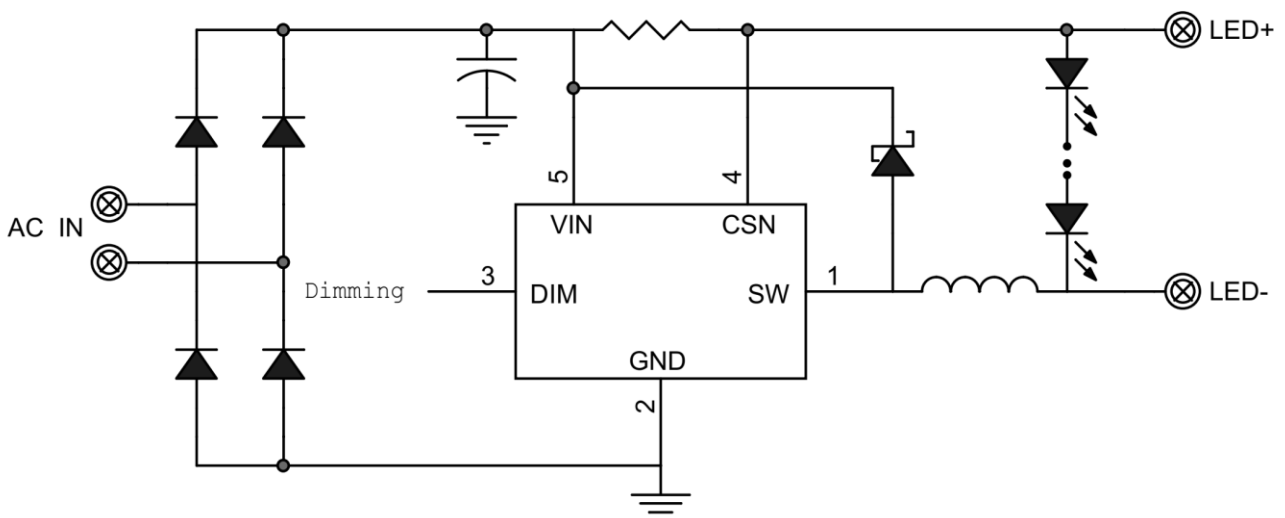 LED+
5
4
VIN
CSN
AC IN
3
1
Dimming
DIM
SW
LED-
GND
2